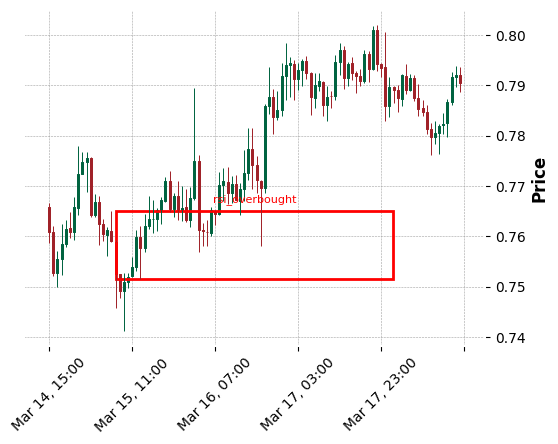 0.80
0.79
0.78
0.77
rsi_overbought
0.76
0.75
0.74
Price
Mar 14, 15:00
Mar 15, 11:00
Mar 16, 07:00
Mar 17, 03:00
Mar 17, 23:00